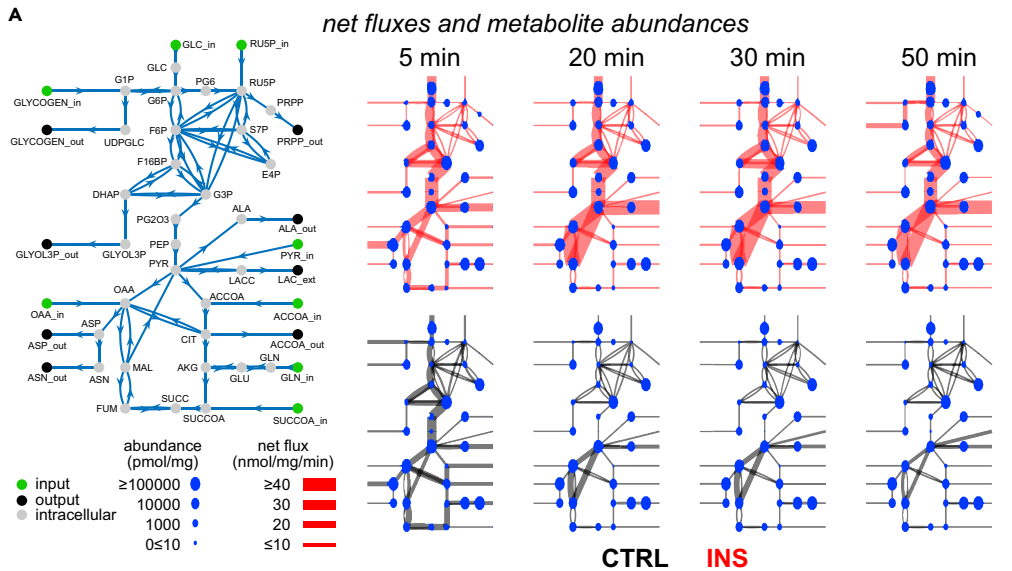 A
net fluxes and metabolite abundances
5 min 20 min 30 min 50 min
GLC_in RU5P_in
GLC
G1P PG6 RU5P
GLYCOGEN_in G6P PRPP
F6P S7P
GLYCOGEN_out UDPGLC PRPP_out
F16BP
E4P
DHAP G3P
PG2O3 ALA
ALA_out
PEP
GLYOL3P_out GLYOL3P PYR_in
PYR
LACC LAC_ext
OAA ACCOA
OAA_in ACCOA_in
ASP
CIT
ASP_out ACCOA_out
GLN
MAL AKG
ASN_out ASN GLU GLN_in
SUCC
FUM SUCCOA SUCCOA_in
abundance net flux
(pmol/mg) (nmol/mg/min)
input ≥100000 ≥40
output 10000 30
intracellular 1000 20
0≤10 ≤10
CTRL INS